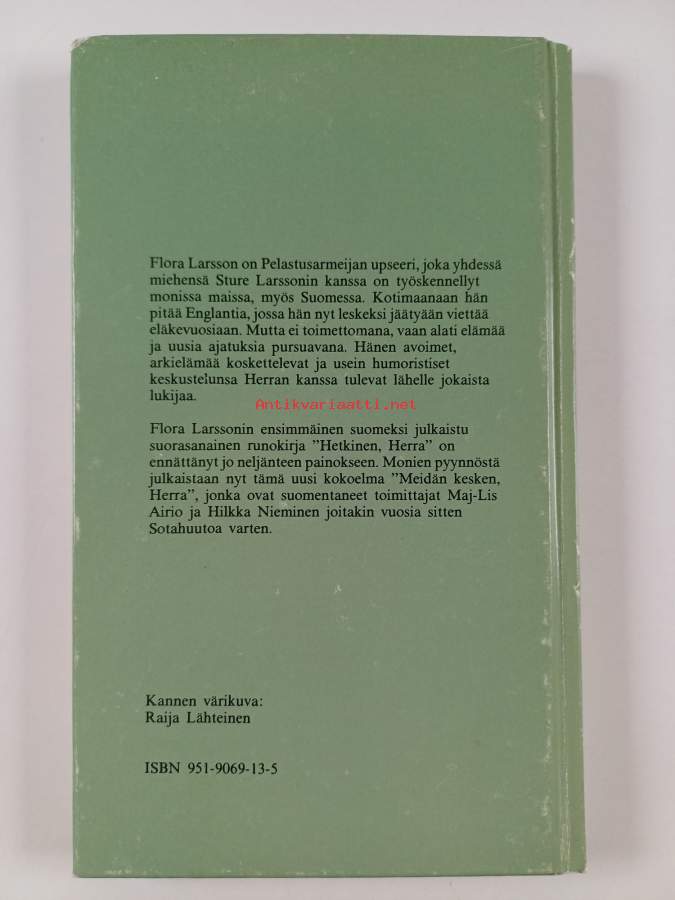 Flora Larsson on Pelastusarmeijan upseeri, joka yhdessä
miehensä Sture Larssonin kanssa on työskennellyt
monissa maissa, myös Suomessa. Kotimaanaan hän
pitää Englantia, jossa hän nyt leskeksi jäätyään viettää
eläkevuosiaan. Mutta ei toimettomana, vaan alati elämää
ja uusia ajatuksia pursuavana. Hänen avoimet,
arkielämää koskettelevat ja usein humoristiset
keskustelunsa Herran kanssa tulevat lähelle jokaista
lukijaa.
Antikvariaatti.net
Flora Larssonin ensimmäinen suomeksi julkaistu
suorasanainen runokirja ”Hetkinen, Herra” on
ennättänyt jo neljänteen painokseen. Monien pyynnöstä
julkaistaan nyt tämä uusi kokoelma ”Meidän kesken,
Herra”, jonka ovat suomentaneet toimittajat Maj-Lis
Airio ja Hilkka Nieminen joitakin vuosia sitten
Sotahuutoa varten.
Kannen värikuva:
Raija Lähteinen
ISBN 951-9069-13-5